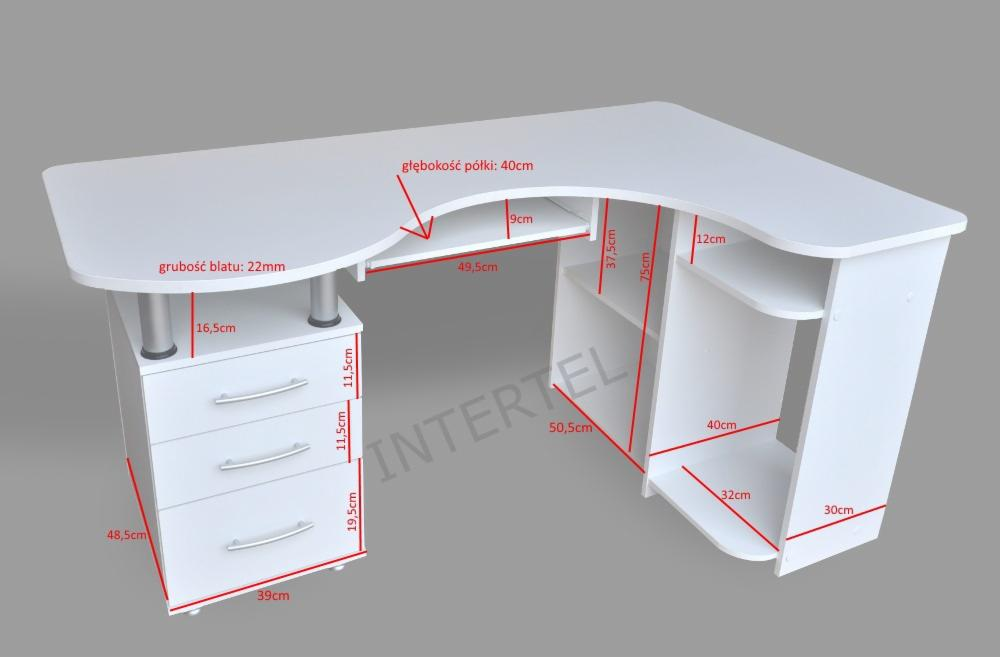 głębokość półki: 40cm
9cm
49,5cm
37,5cm
75cm
12cm
grubość blatu: 22mm
16,5cm
11,5cm
11,5cm
19,5cm
48,5cm
39cm
INTERTEL
50,5cm
40cm
32cm
30cm